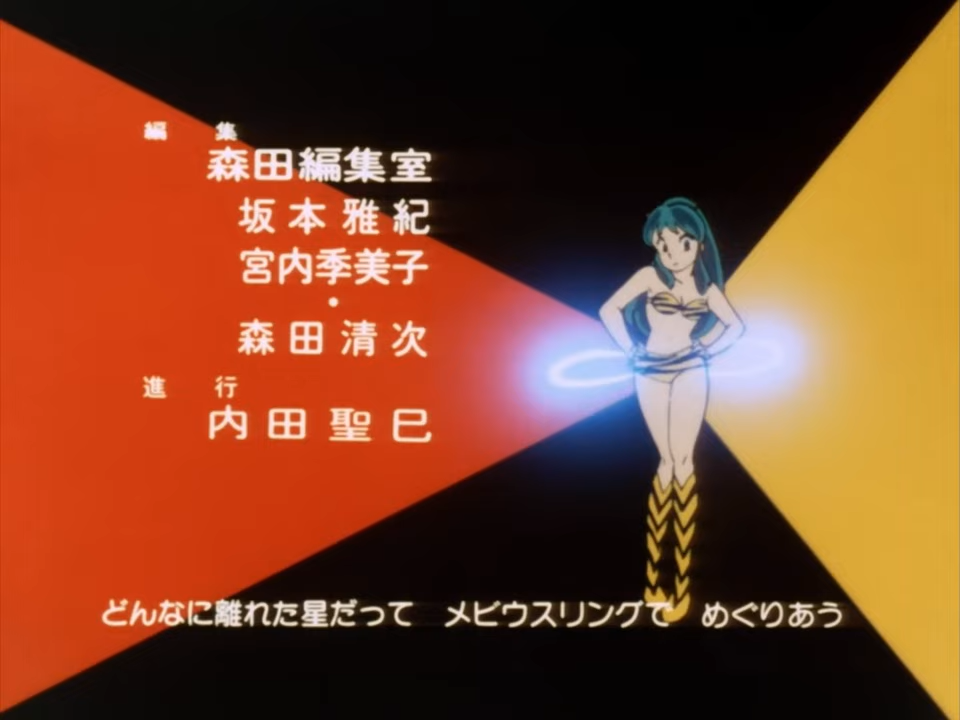 編集
森田編集室
坂本雅紀
宮内季美子
・
森田清次
進行
内田聖巳
どんなに離れた星だって メビウスリングで めぐりあう